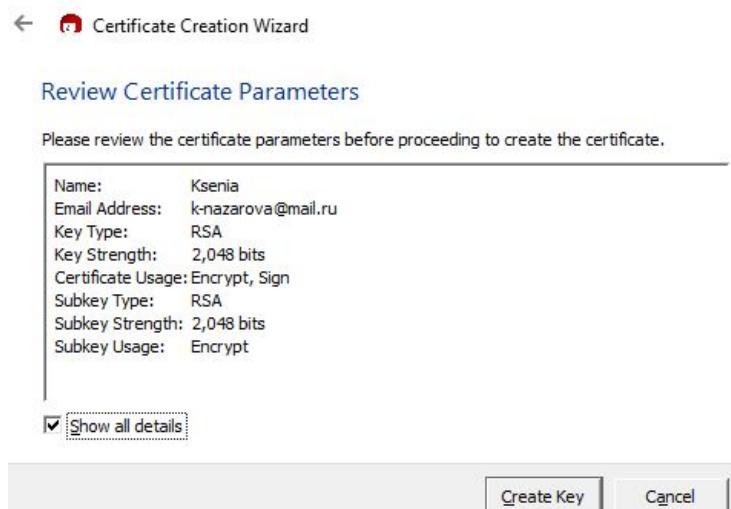 Certificate Creation Wizard
Review Certificate Parameters
Please review the certificate parameters before proceeding to create the certificate.
Name: Ksenia
Email Address: k-nazarova@mail.ru
Key Type: RSA
Key Strength: 2,048 bits
Certificate Usage: Encrypt, Sign
Subkey Type: RSA
Subkey Strength: 2,048 bits
Subkey Usage: Encrypt
Show all details
Create Key Cancel